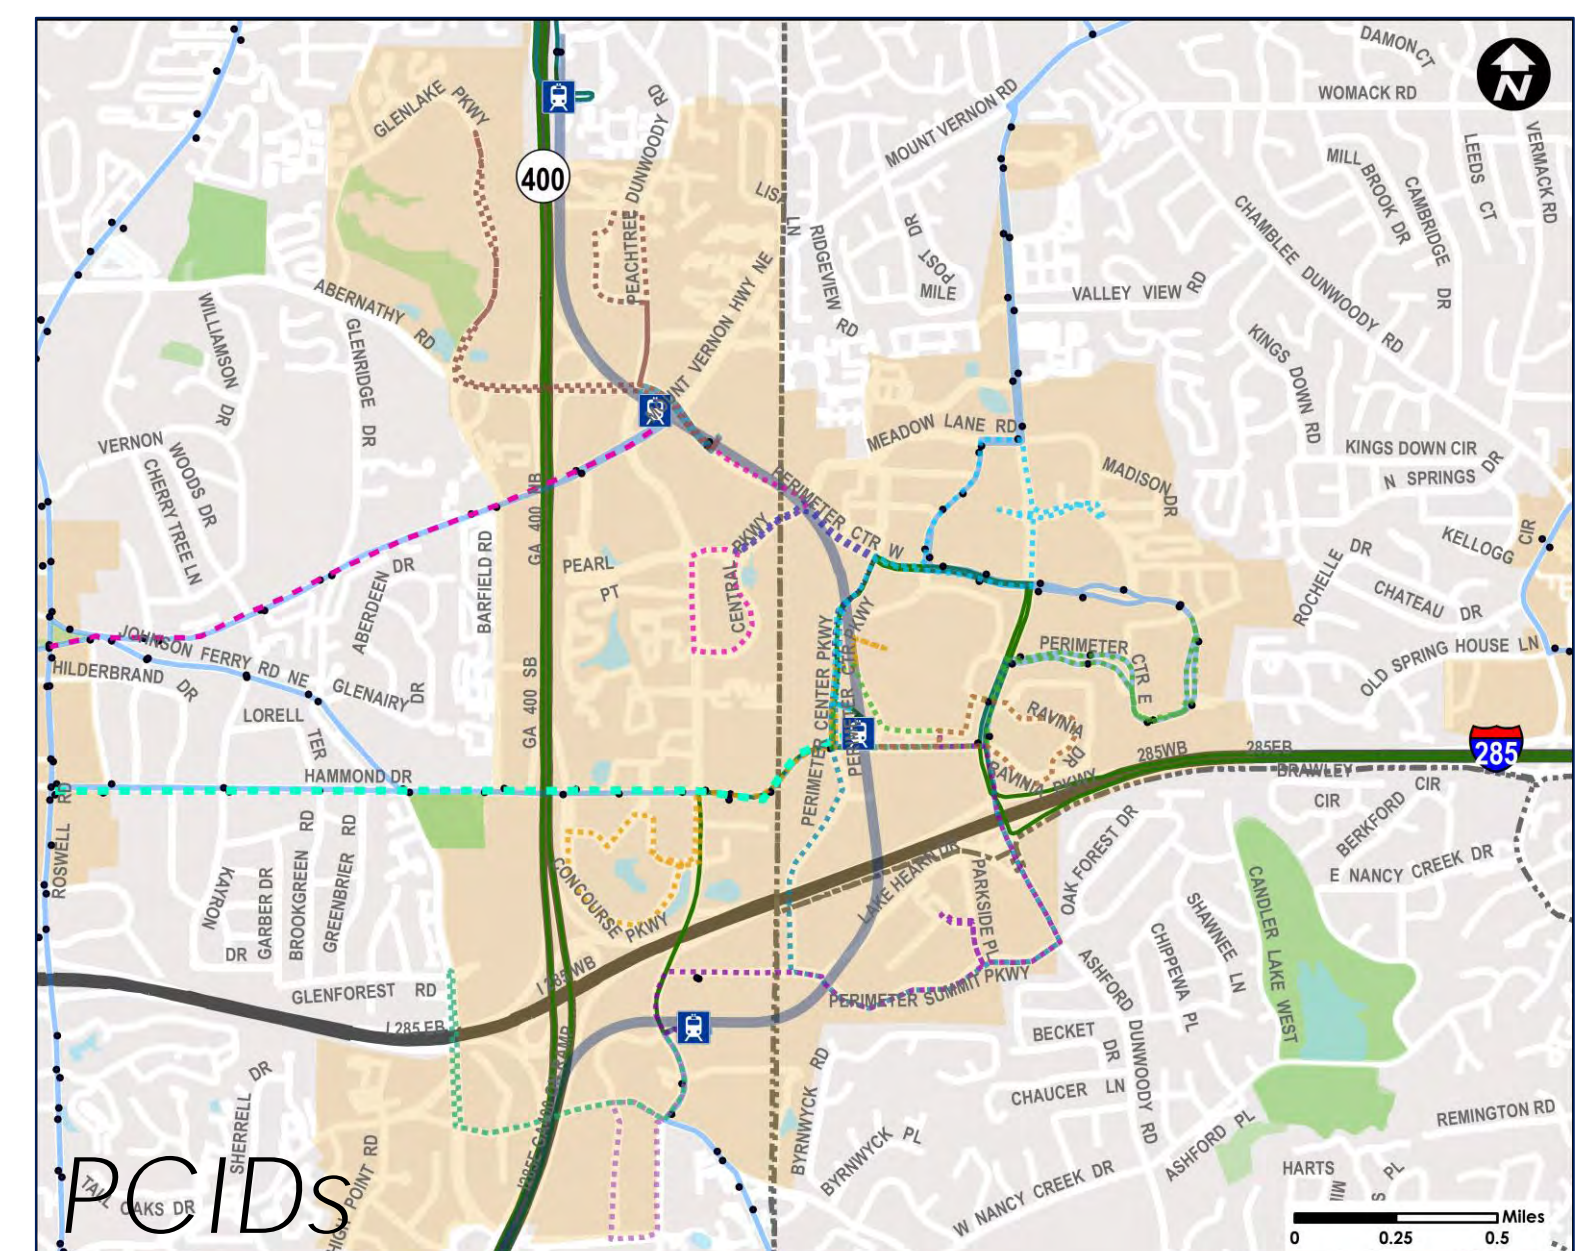 DAMON CT
WOMACK RD
N
GLENLAKE PKWY
PEACHTREE DUNWOODY RD
MOUNT VERNON RD
VERMACK RD
LEEDS CT
MILL BROOK DR
CAMBRIDGE DR
400
LISA LN
RIDGEVIEW RD
POST DR
MILE
CHAMBLEE DUNWOODY RD
VALLEY VIEW RD
ABERNATHY RD
WILLIAMSON DR
GLENRIDGE DR
MOUNT VERNON HWY NE
KINGS DOWN RD
MEADOW LANE RD
KINGS DOWN CIR
N SPRINGS DR
MADISON DR
VERNON WOODS DR
CHERRY TREE LN
GA 400 NB
PERIMETER CTR W
KELLOGG CIR
BARFIELD RD
ABERDEEN DR
PEARL PT
CENTRAL PKWY
ROCHELLE DR
CHATEAU DR
OLD SPRING HOUSE LN
JOHNSON FERRY RD NE
HILDERBRAND DR
GLENAIRY DR
LORELL TER
GA 400 SB
PERIMETER CENTER PKWY
PERIMETER CTR PKWY
PERIMETER CTR E
RAVINIA DR
RAVINIA PKWY
285WB
285EB
285
BRAWLEY CIR
CIR
BERKFORD
HAMMOND DR
ROSWELL RD
E NANCY CREEK DR
OAK FOREST DR
LAKE HEARN DR
PARKSIDE PL
CONCOURSE PKWY
KAYRON DR
GARBER DR
BROOKGREEN RD
GREENBRIER RD
CANDLER LAKE WEST
SHAWNEE LN
CHIPPEWA PL
ASHFORD DUNWOODY RD
GLENFOREST RD
I 285 WB
I 285 EB
PERIMETER SUMMIT PKWY
BECKET DR
CHAUCER LN
BYRNWYCK RD
BYRNWYCK PL
ASHFORD PL
W NANCY CREEK DR
REMINGTON RD
HARTS
PL
SHERRELL DR
HIGH POINT RD
OAKS DR
PCIDs
Miles
0 0.25 0.5